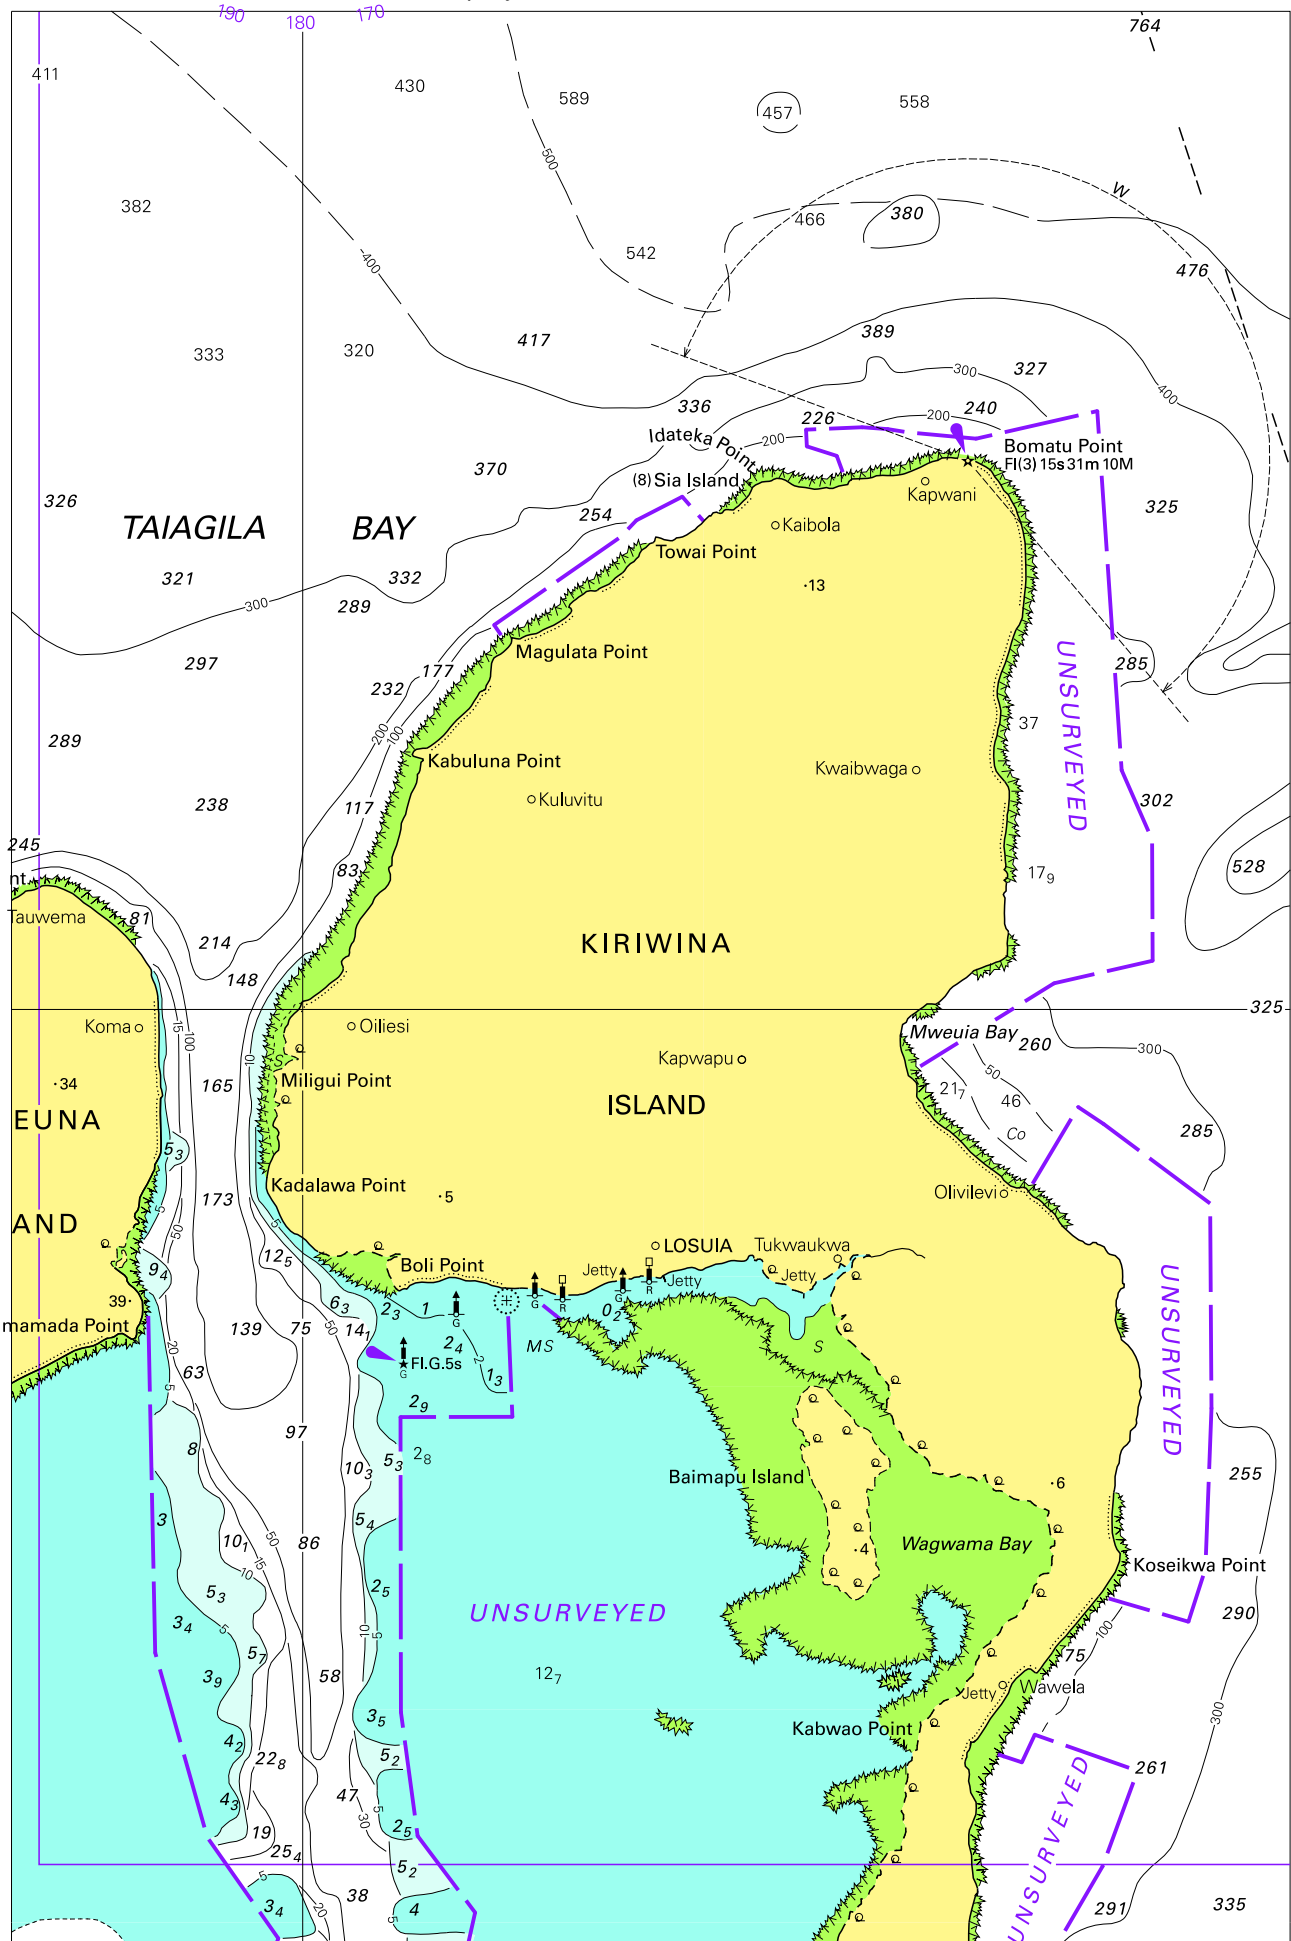 190
180
170
764
411
430
589
457
558
500
W
382
466
380
542
400
476
333
320
417
389
300
327
400
336
226
200
240
Idateka Point
200
Bomatu Point
Fl(3) 15s 31m 10M
370
(8) Sia Island
Kapwani
326
TAIAGILA BAY
254
Kaibola
325
Towai Point
321
332
13
300
289
297
Magulata Point
UNSURVEYED
285
177
232
289
200
100
37
Kabuluna Point
Kwaibwaga
238
117
Kuluvitu
302
245
nt
83
179
528
Tauwema
81
214
KIRIWINA
148
325
Koma
15
100
10
Oiliesi
Mweuia Bay
260
300
34
165
S
Miligui Point
Kapwapu
50
217
46
EUNA
ISLAND
Co
285
53
Kadalawa Point
173
5
Olivilevi
5
50
5
AND
125
LOSUIA
Tukwaukwa
94
Boli Point
Jetty
Jetty
Jetty
39
63
23
1
G
G
R
G
R
02
mamada Point
139
75
50
141
24
MS
S
20
2
63
Fl.G.5s
G
13
5
29
UNSURVEYED
97
8
103
53
28
Baimapu Island
255
6
3
54
101
50
86
Wagwama Bay
4
15
10
Koseikwa Point
53
25
34
5
10
5
UNSURVEYED
290
100
57
75
39
58
127
Jetty
Wawela
35
Kabwao Point
300
42
52
228
261
43
47
5
30
25
19
254
52
UNSURVEYED
5
38
34
20
5
4
291
335